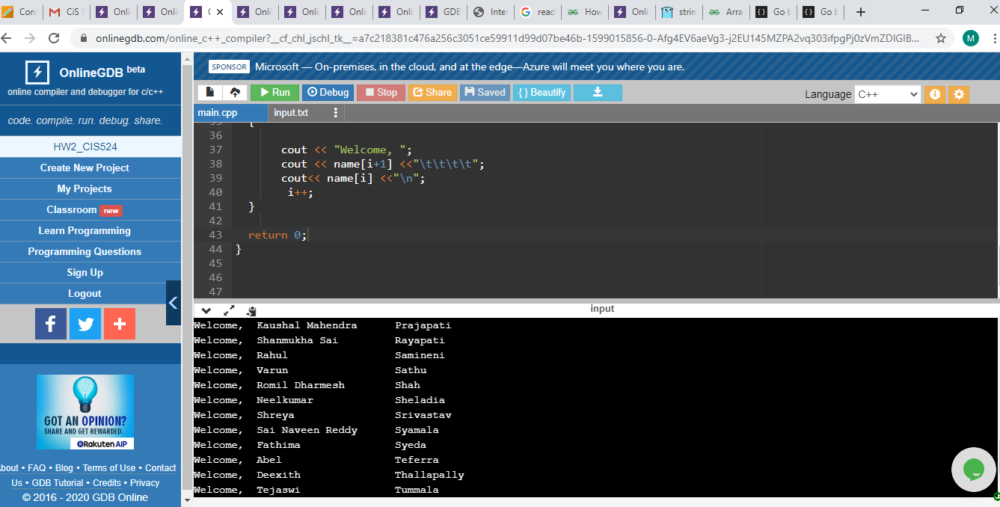 Con
CiS
Onli
Onli
C
Onli
Onli
Onli
Onli
GDE
Inter
read
How
Onli
strin
Arra
Go b
Go b
onlinegdb.com/online_c++_compiler?__cf_chl_jschl_tk__=a7c218381c476a256c3051ce59911d99d07be46b-1599015856-0-Afg4EV6aeVg3-j2EU145MZPA2vq303ifpgPj0zVmZDIGIB...
M
OnlineGDB beta
online compiler and debugger for c/c++
code. compile. run. debug. share.
HW2_CIS524
Create New Project
My Projects
Classroom new
Learn Programming
Programming Questions
Sign Up
Logout
GOT AN OPINION?
SHARE AND GET REWARDED.
Rakuten AIP
bout • FAQ • Blog • Terms of Use • Contact
Us • GDB Tutorial • Credits • Privacy
© 2016 - 2020 GDB Online
SPONSOR Microsoft — On-premises, in the cloud, and at the edge—Azure will meet you where you are.
Run Debug Stop Share Saved { } Beautify
Language C++
main.cpp input.txt
35 {
36
37 cout << "Welcome, ";
38 cout << name[i+1] <<"\t\t\t\t";
39 cout<< name[i] <<"\n";
40 i++;
41 }
42
43 return 0;
44 }
45
46
47
input
Welcome, Kaushal Mahendra Prajapati
Welcome, Shanmukha Sai Rayapati
Welcome, Rahul Samineni
Welcome, Varun Sathu
Welcome, Romil Dharmesh Shah
Welcome, Neelkumar Sheladia
Welcome, Shreya Srivastav
Welcome, Sai Naveen Reddy Syamala
Welcome, Fathima Syeda
Welcome, Abel Teferra
Welcome, Deexith Thallapally
Welcome, Tejaswi Tummala